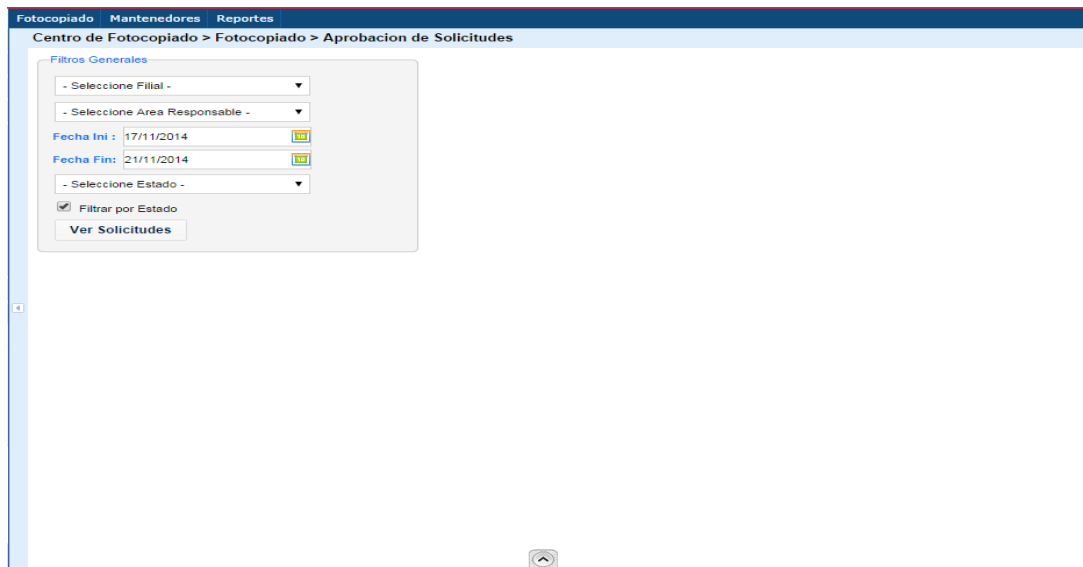 Fotocopiado Mantenedores Reportes
Centro de Fotocopiado > Fotocopiado > Aprobacion de Solicitudes
Filtros Generales
- Seleccione Filial -
- Seleccione Area Responsable -
Fecha Ini : 17/11/2014
Fecha Fin: 21/11/2014
- Seleccione Estado -
Filtrar por Estado
Ver Solicitudes